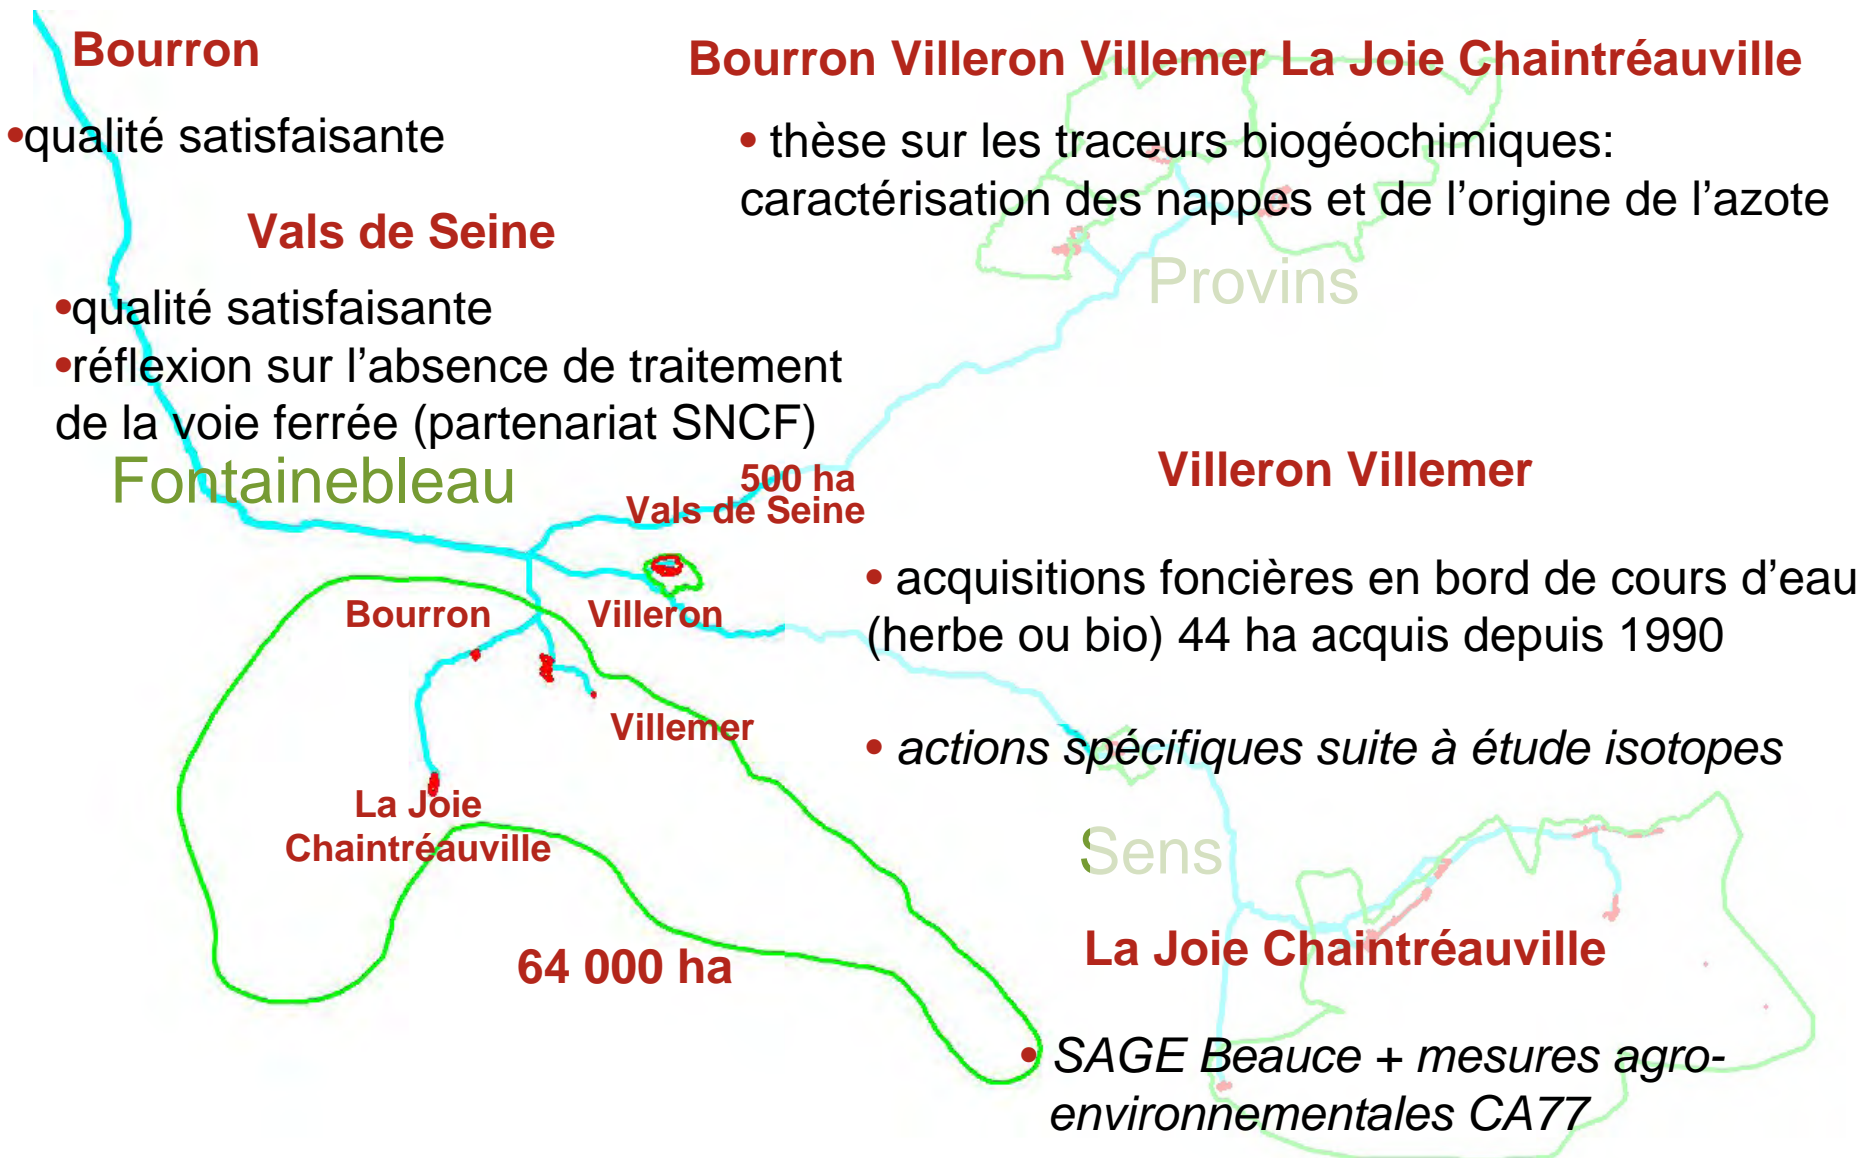 Bourron
•qualité satisfaisante
Vals de Seine
•qualité satisfaisante
•réflexion sur l’absence de traitement
de la voie ferrée (partenariat SNCF)
Bourron Villeron Villemer La Joie Chaintréauville
• thèse sur les traceurs biogéochimiques:
caractérisation des nappes et de l’origine de l’azote
Provins
Fontainebleau
500 ha
Vals de Seine
Bourron
Villeron
Villemer
La Joie
Chaintréauville
64 000 ha
Villeron Villemer
• acquisitions foncières en bord de cours d’eau
(herbe ou bio) 44 ha acquis depuis 1990
• actions spécifiques suite à étude isotopes
Sens
La Joie Chaintréauville
• SAGE Beauce + mesures agro-
environnementales CA77